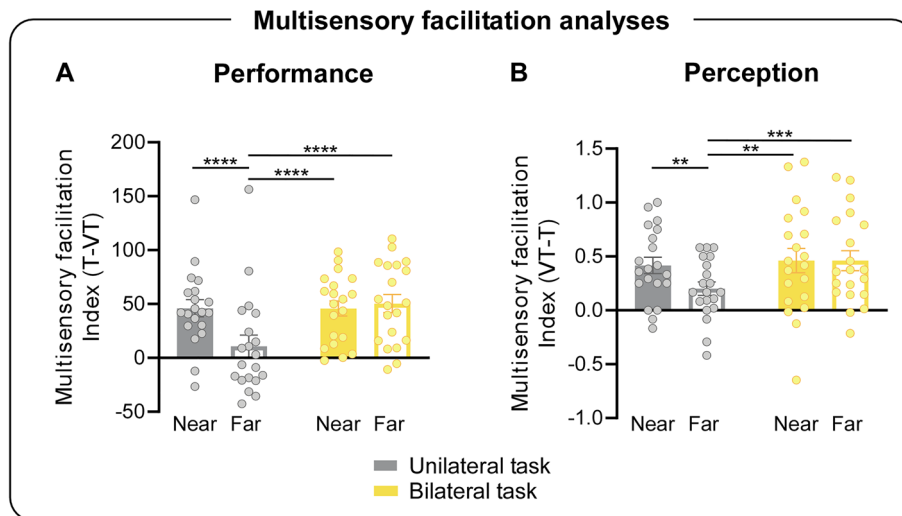 Multisensory facilitation analyses
A
Performance
Multisensory facilitation
Index (T-VT)
200
150
100
50
0
-50
****
****
****
Near
Far
Near
Far
B
Perception
Multisensory facilitation
Index (VT-T)
1.5
1.0
0.5
0.0
-0.5
-1.0
***
**
**
Near
Far
Near
Far
Unilateral task
Bilateral task